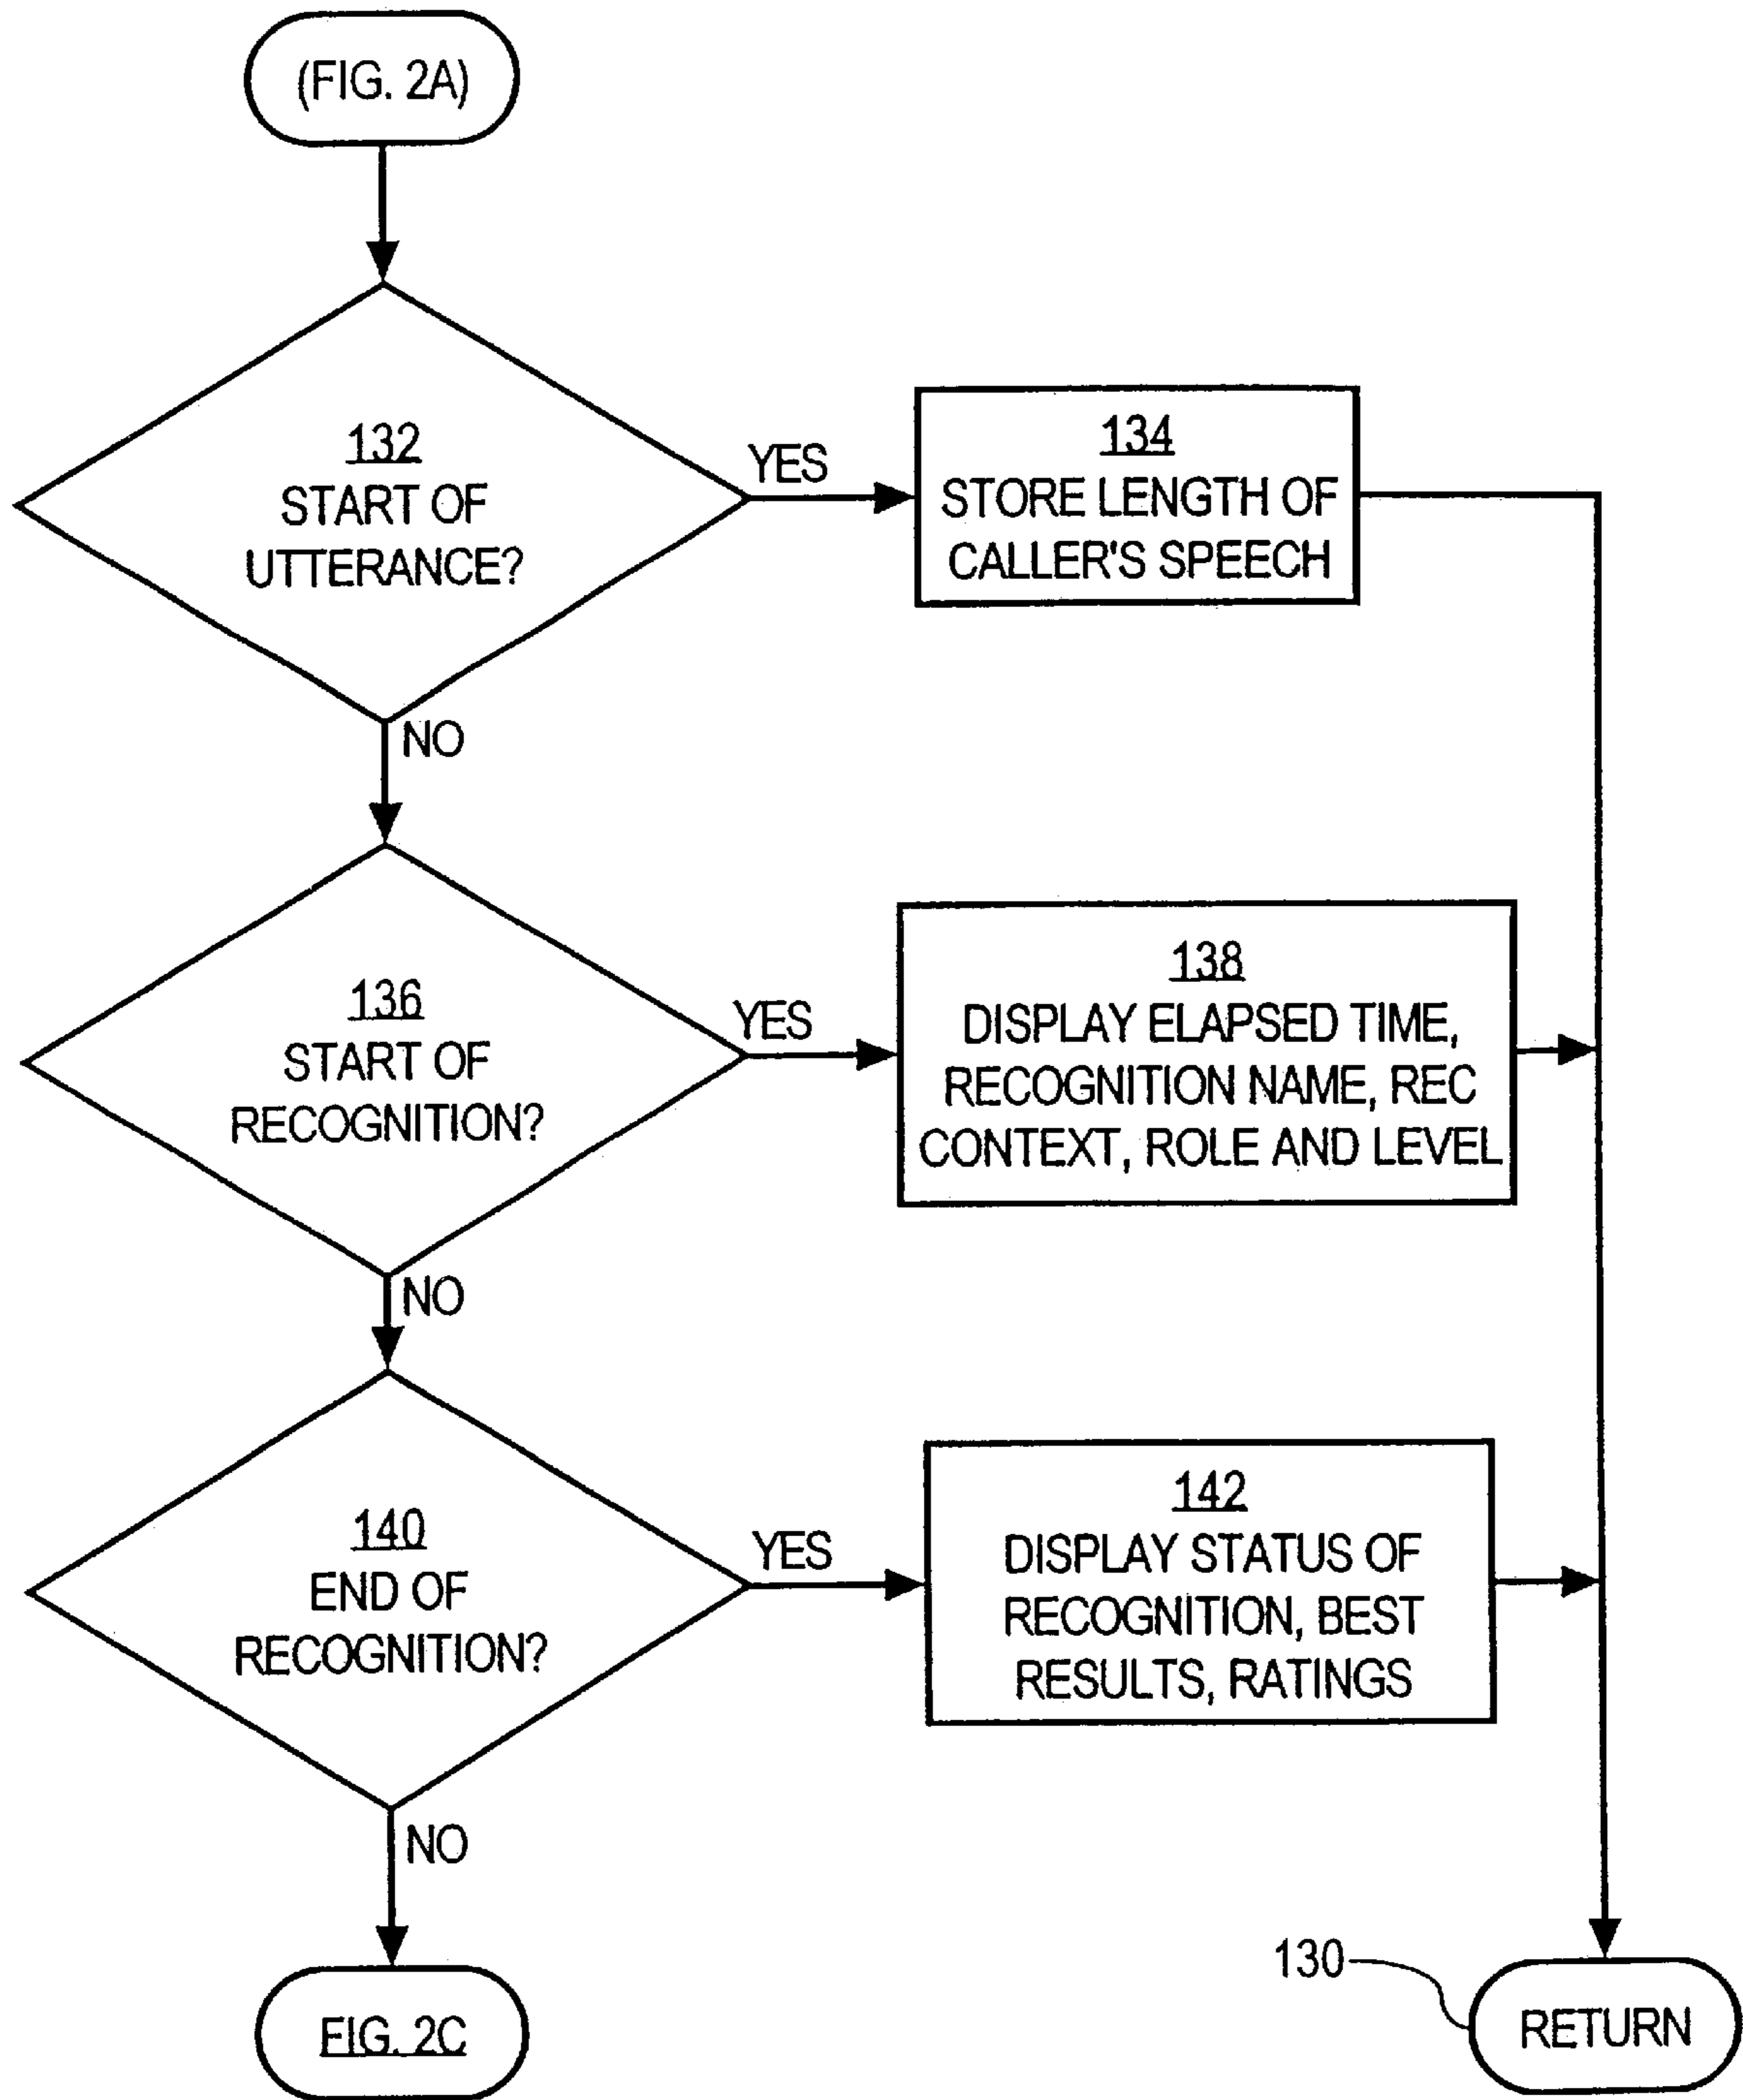 (FIG. 2A)
132
START OF
UTTERANCE?
YES
134
STORE LENGTH OF
CALLER'S SPEECH
NO
136
START OF
RECOGNITION?
YES
138
DISPLAY ELAPSED TIME,
RECOGNITION NAME, REC
CONTEXT, ROLE AND LEVEL
NO
140
END OF
RECOGNITION?
YES
142
DISPLAY STATUS OF
RECOGNITION, BEST
RESULTS, RATINGS
NO
FIG. 2C
130
RETURN